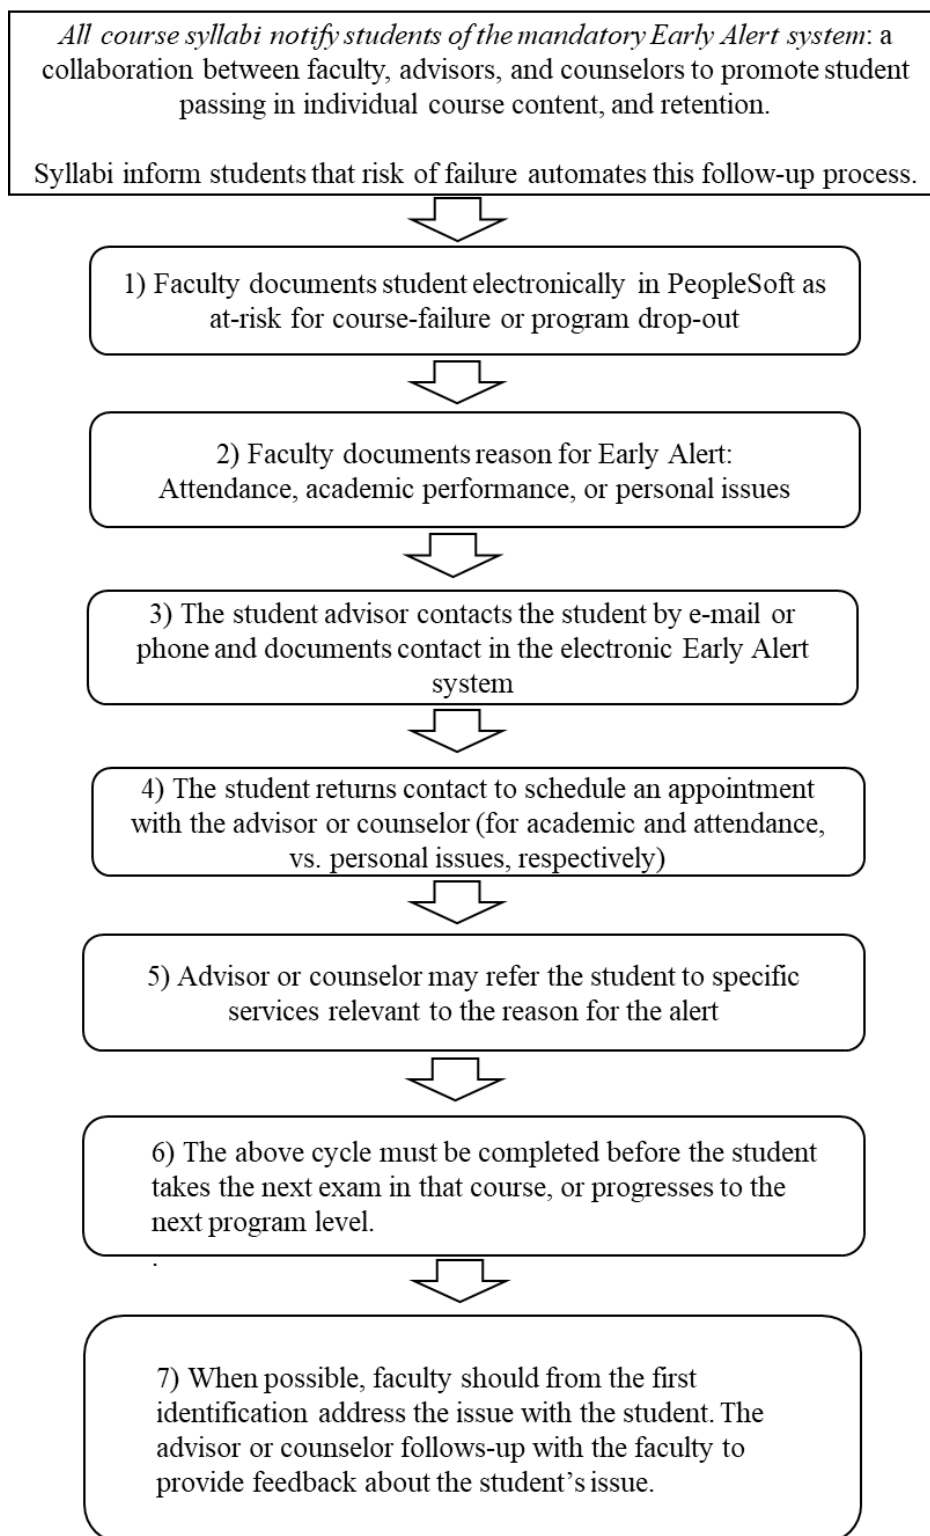 All course syllabi notify students of the mandatory Early Alert system: a
collaboration between faculty, advisors, and counselors to promote student
passing in individual course content, and retention.
Syllabi inform students that risk of failure automates this follow-up process.
1) Faculty documents student electronically in PeopleSoft as
at-risk for course-failure or program drop-out
2) Faculty documents reason for Early Alert:
Attendance, academic performance, or personal issues
3) The student advisor contacts the student by e-mail or
phone and documents contact in the electronic Early Alert
system
4) The student returns contact to schedule an appointment
with the advisor or counselor (for academic and attendance,
vs. personal issues, respectively)
5) Advisor or counselor may refer the student to specific
services relevant to the reason for the alert
6) The above cycle must be completed before the student
takes the next exam in that course, or progresses to the
next program level.
.
7) When possible, faculty should from the first
identification address the issue with the student. The
advisor or counselor follows-up with the faculty to
provide feedback about the student's issue.